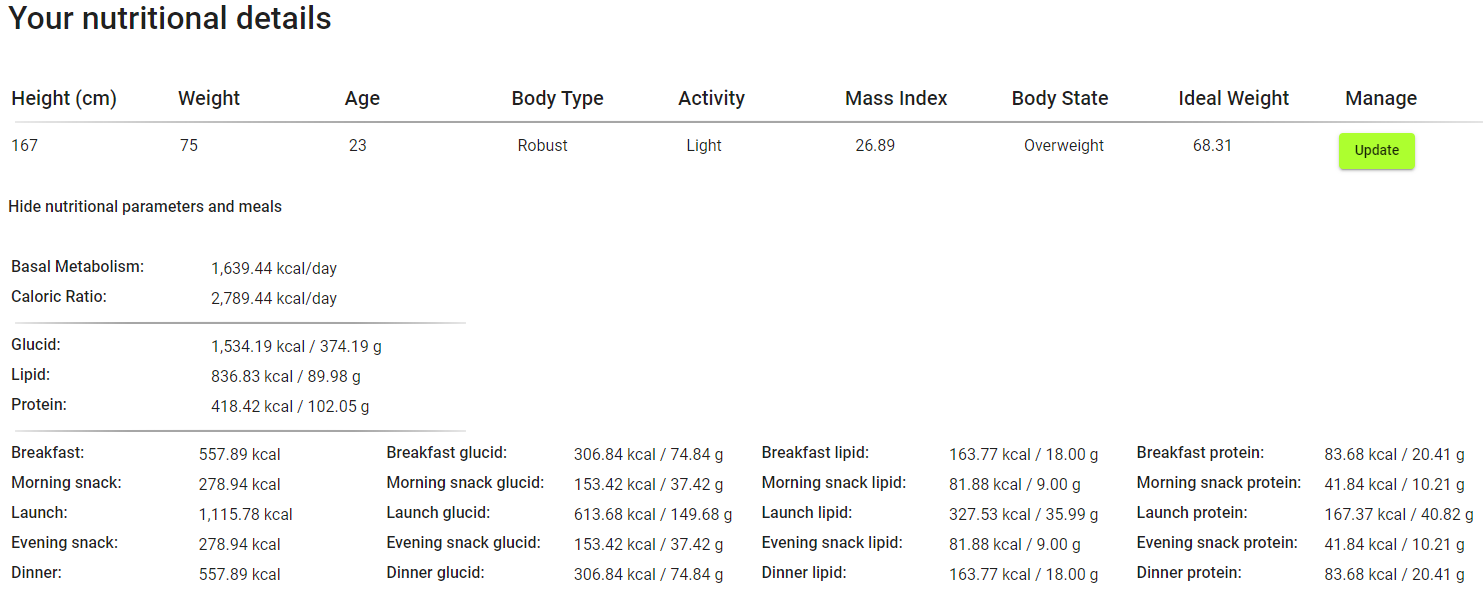 Your nutritional details
Height (cm) Weight Age Body Type Activity Mass Index Body State Ideal Weight Manage
167 75 23 Robust Light 26.89 Overweight 68.31 Update
Hide nutritional parameters and meals
Basal Metabolism: 1,639.44 kcal/day
Caloric Ratio: 2,789.44 kcal/day
Glucid: 1,534.19 kcal / 374.19 g
Lipid: 836.83 kcal / 89.98 g
Protein: 418.42 kcal / 102.05 g
Breakfast: 557.89 kcal Breakfast glucid: 306.84 kcal / 74.84 g Breakfast lipid: 163.77 kcal / 18.00 g Breakfast protein: 83.68 kcal / 20.41 g
Morning snack: 278.94 kcal Morning snack glucid: 153.42 kcal / 37.42 g Morning snack lipid: 81.88 kcal / 9.00 g Morning snack protein: 41.84 kcal / 10.21 g
Launch: 1,115.78 kcal Launch glucid: 613.68 kcal / 149.68 g Launch lipid: 327.53 kcal / 35.99 g Launch protein: 167.37 kcal / 40.82 g
Evening snack: 278.94 kcal Evening snack glucid: 153.42 kcal / 37.42 g Evening snack lipid: 81.88 kcal / 9.00 g Evening snack protein: 41.84 kcal / 10.21 g
Dinner: 557.89 kcal Dinner glucid: 306.84 kcal / 74.84 g Dinner lipid: 163.77 kcal / 18.00 g Dinner protein: 83.68 kcal / 20.41 g